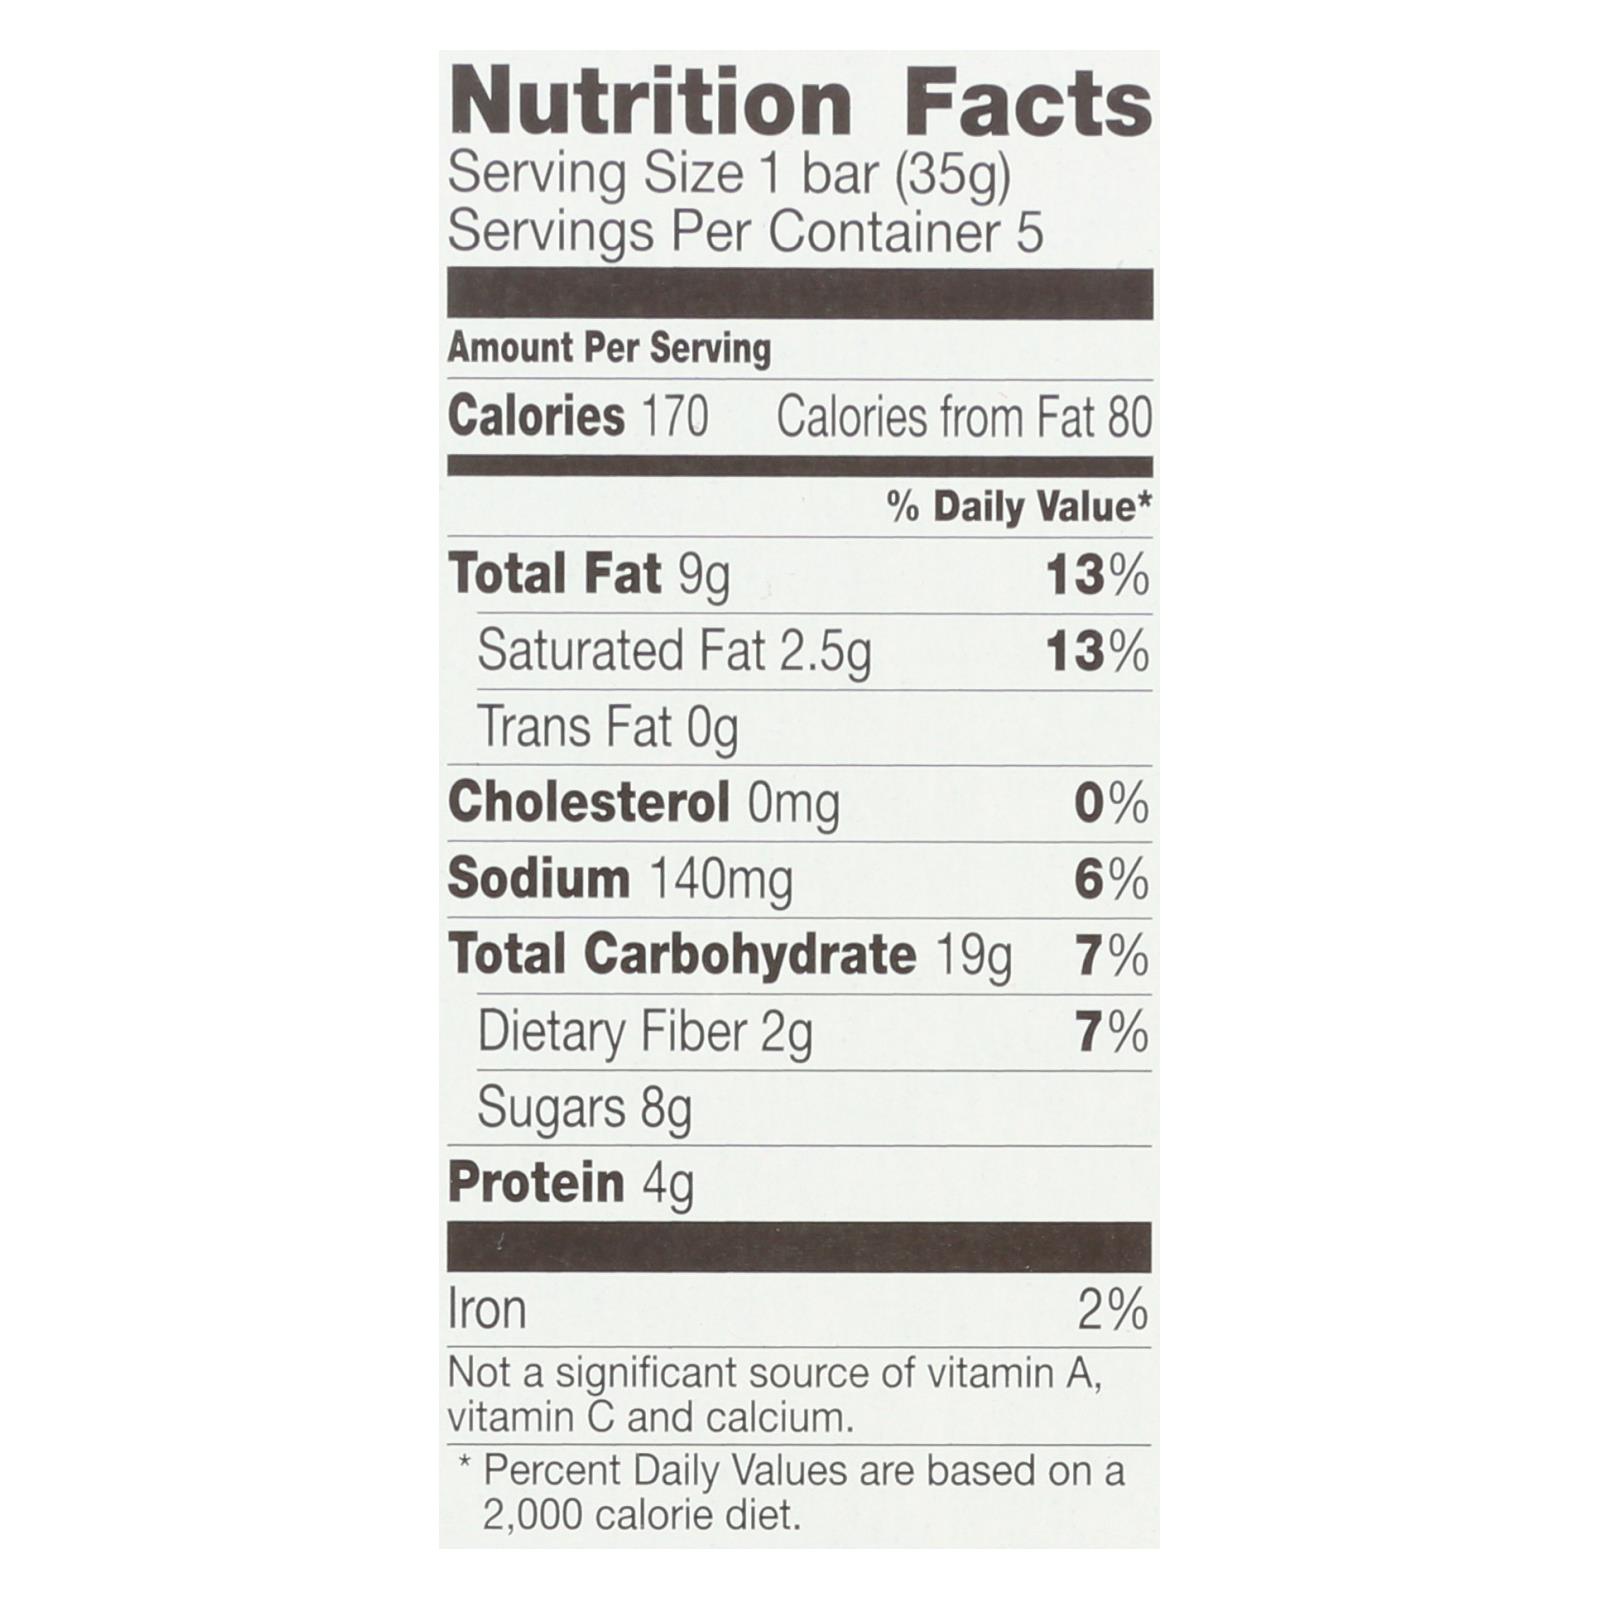 Nutrition Facts
Serving Size 1 bar (35g)
Servings Per Container 5
Amount Per Serving
Calories 170 Calories from Fat 80
% Daily Value*
Total Fat 9g 13%
Saturated Fat 2.5g 13%
Trans Fat 0g
Cholesterol 0mg 0%
Sodium 140mg 6%
Total Carbohydrate 19g 7%
Dietary Fiber 2g 7%
Sugars 8g
Protein 4g
Iron 2%
Not a significant source of vitamin A,
vitamin C and calcium.
* Percent Daily Values are based on a
2,000 calorie diet.